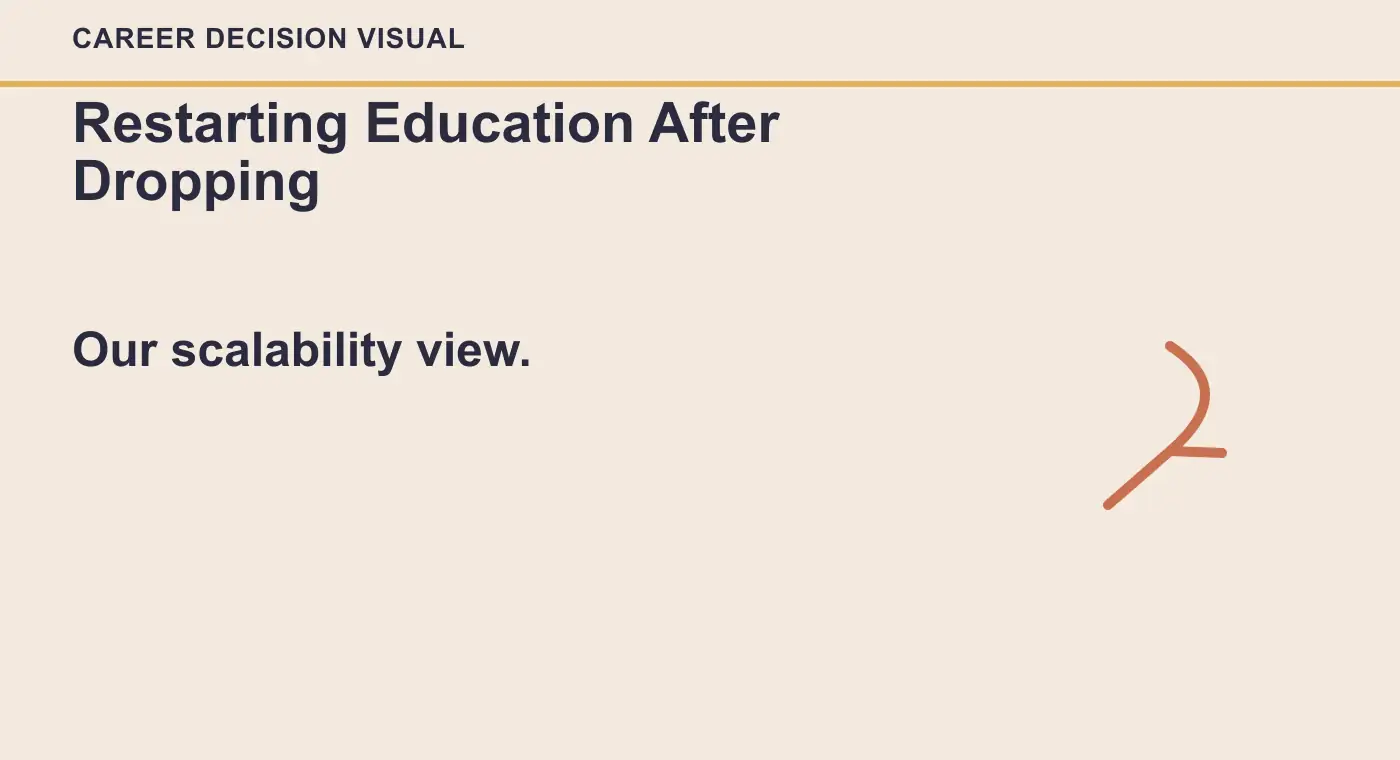 CAREER DECISION VISUAL
Restarting Education After
Dropping
Our scalability view.